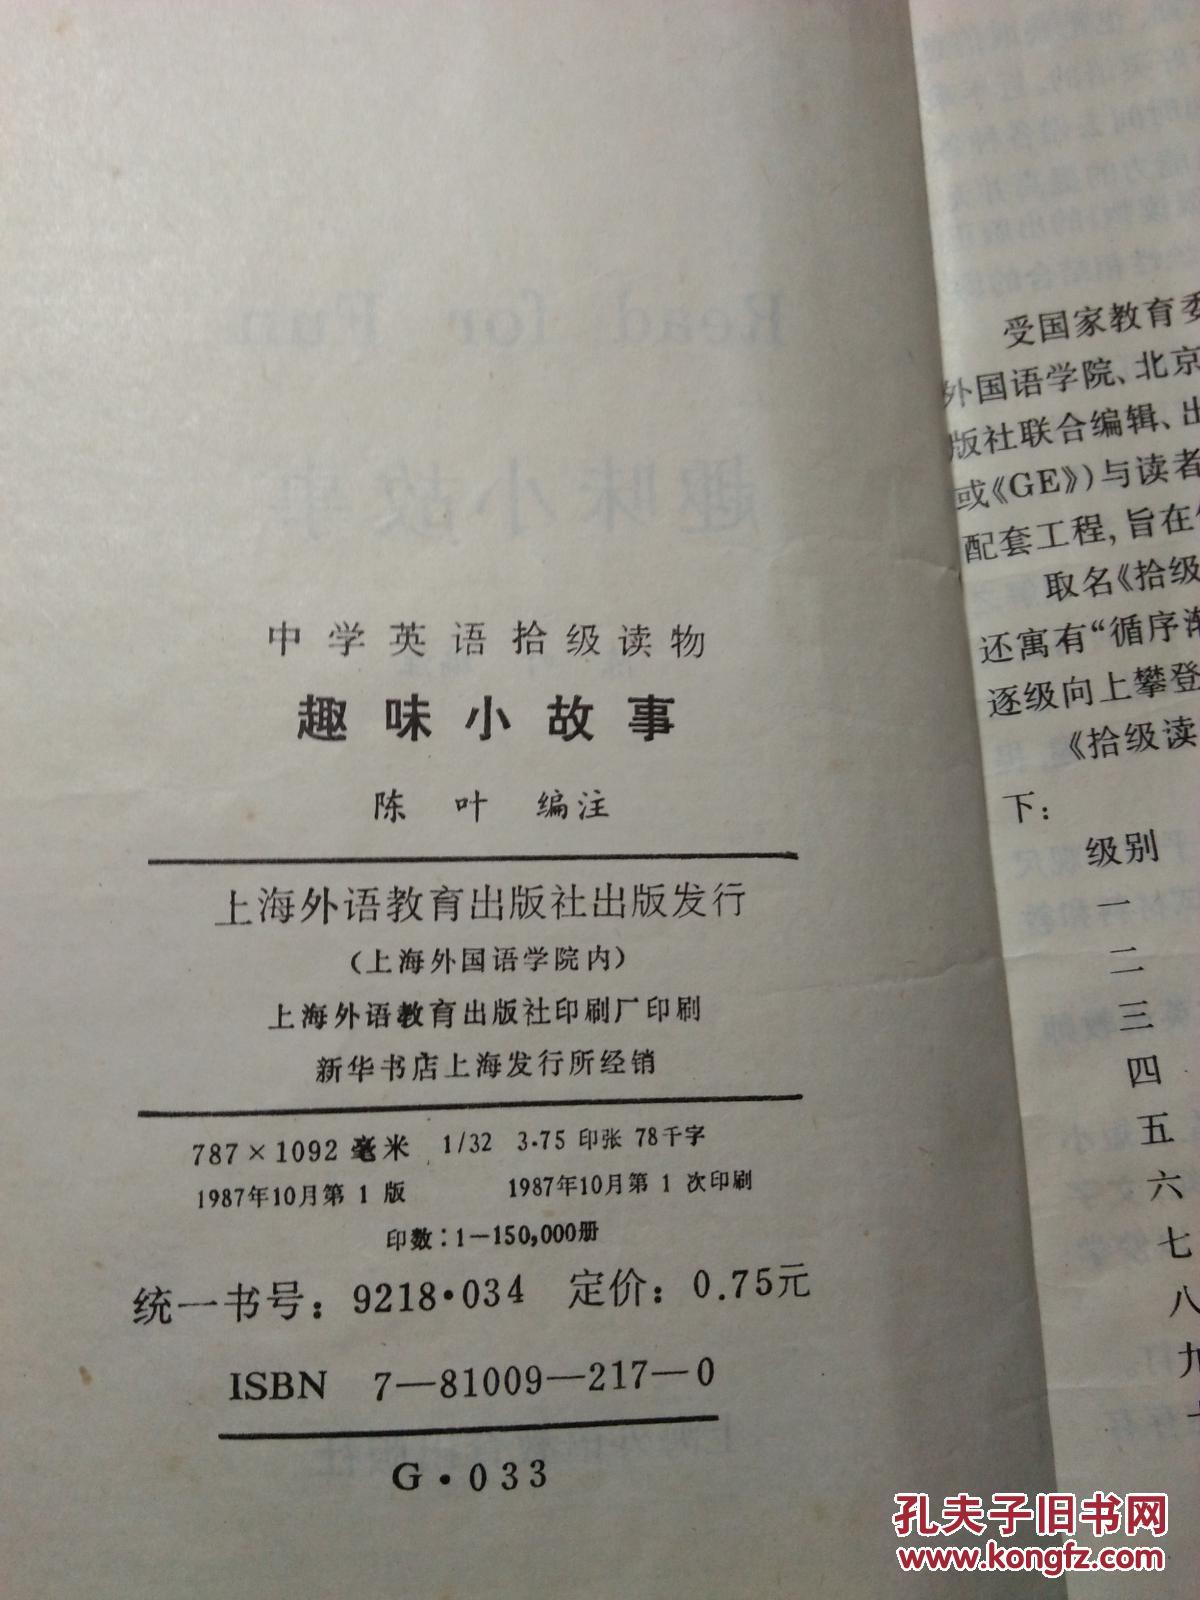 中学英语拾级读物
趣味小故事
陈 叶 编注
上海外语教育出版社出版发行
(上海外国语学院内)
上海外语教育出版社印刷厂印刷
新华书店上海发行所经销
787×1092毫米 1/32 3.75印张 78千字
1987年10月第1版 1987年10月第1次印刷
印数:1—150,000册
统一书号:9218·034 定价:0.75元
ISBN 7—81009—217—0
G·033
受国家教育委
外国语学院、北京
版社联合编辑、出
或《GE》)与读者
配套工程,旨在
取名《拾级
还寓有“循序渐
逐级向上攀登
《拾级读
下:
级别
一
二
三
四
五
六
七
八
九
孔夫子旧书网
www.kongfz.com